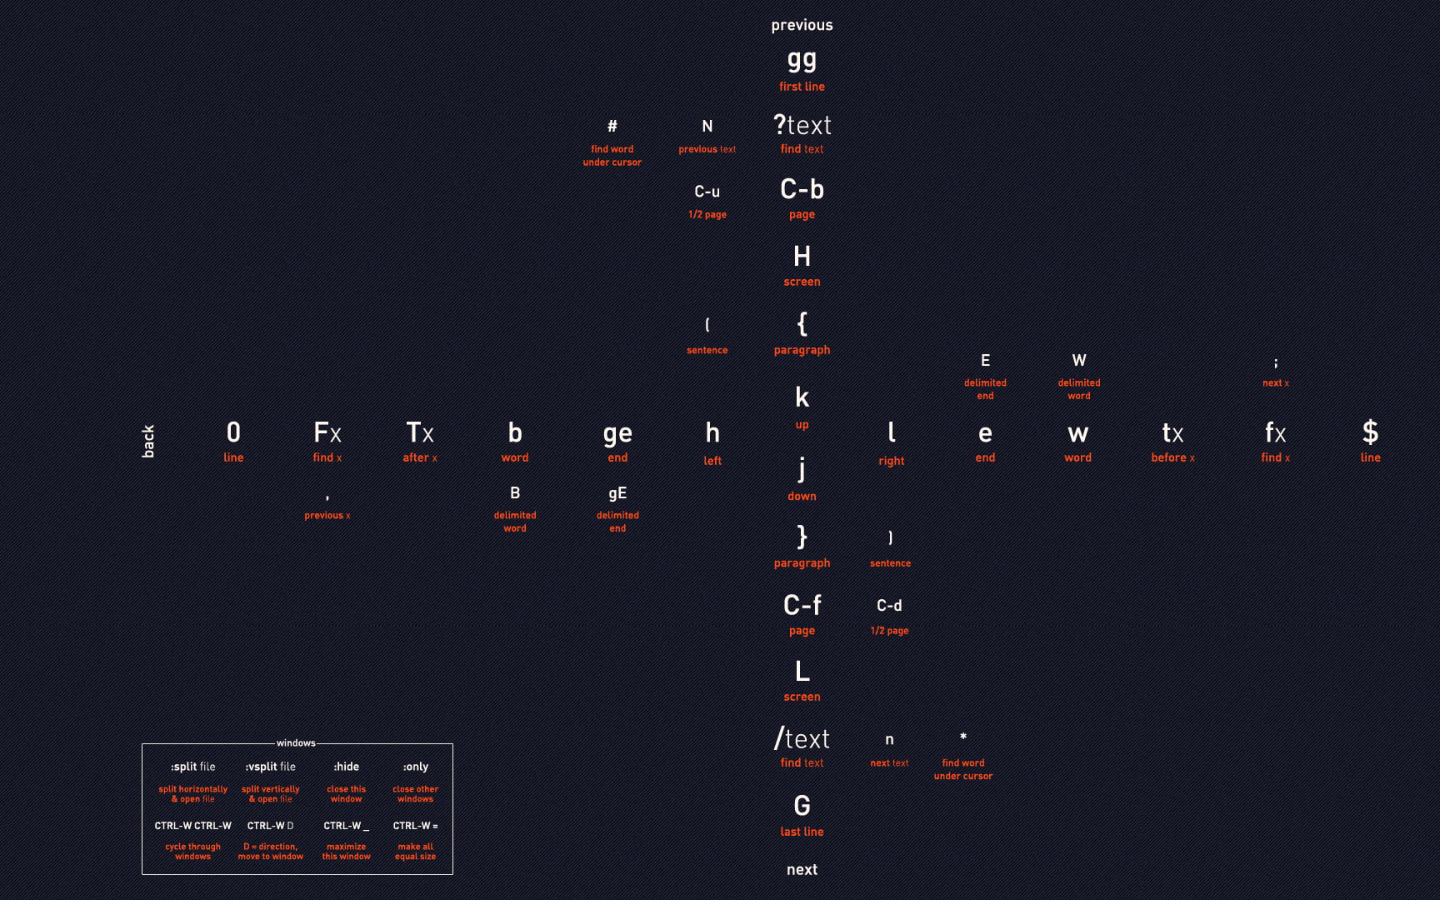 previous
gg
first line
# N ?text
find word previous text find text
under cursor
C-u C-b
1/2 page page
H
screen
( {
sentence paragraph
E W ;
delimited delimited next x
end word
k
up
back
0 Fx Tx b ge h l e w tx fx $
line find x after x word end left right end word before x find x line
j
down
, B gE
previous x delimited delimited
word end
} )
paragraph sentence
C-f C-d
page 1/2 page
L
screen
/text n *
find text next text find word
under cursor
G
last line
next
windows
:split file :vsplit file :hide :only
split horizontally split vertically close this close other
& open file & open file window windows
CTRL-W CTRL-W CTRL-W D CTRL-W _ CTRL-W =
cycle through D = direction, maximize make all
windows move to window this window equal size